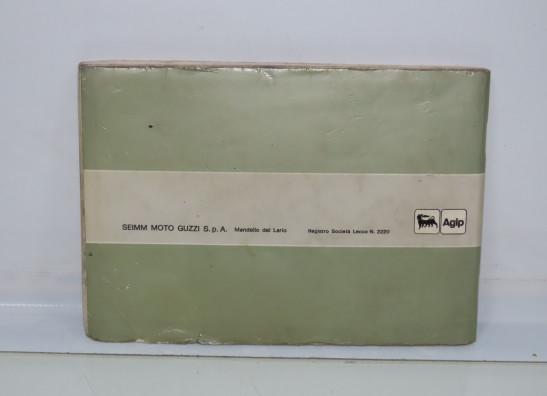 SEIMM MOTO GUZZI S.p.A. Mandello del Lario Registro Società Lecco N. 2220
Agip